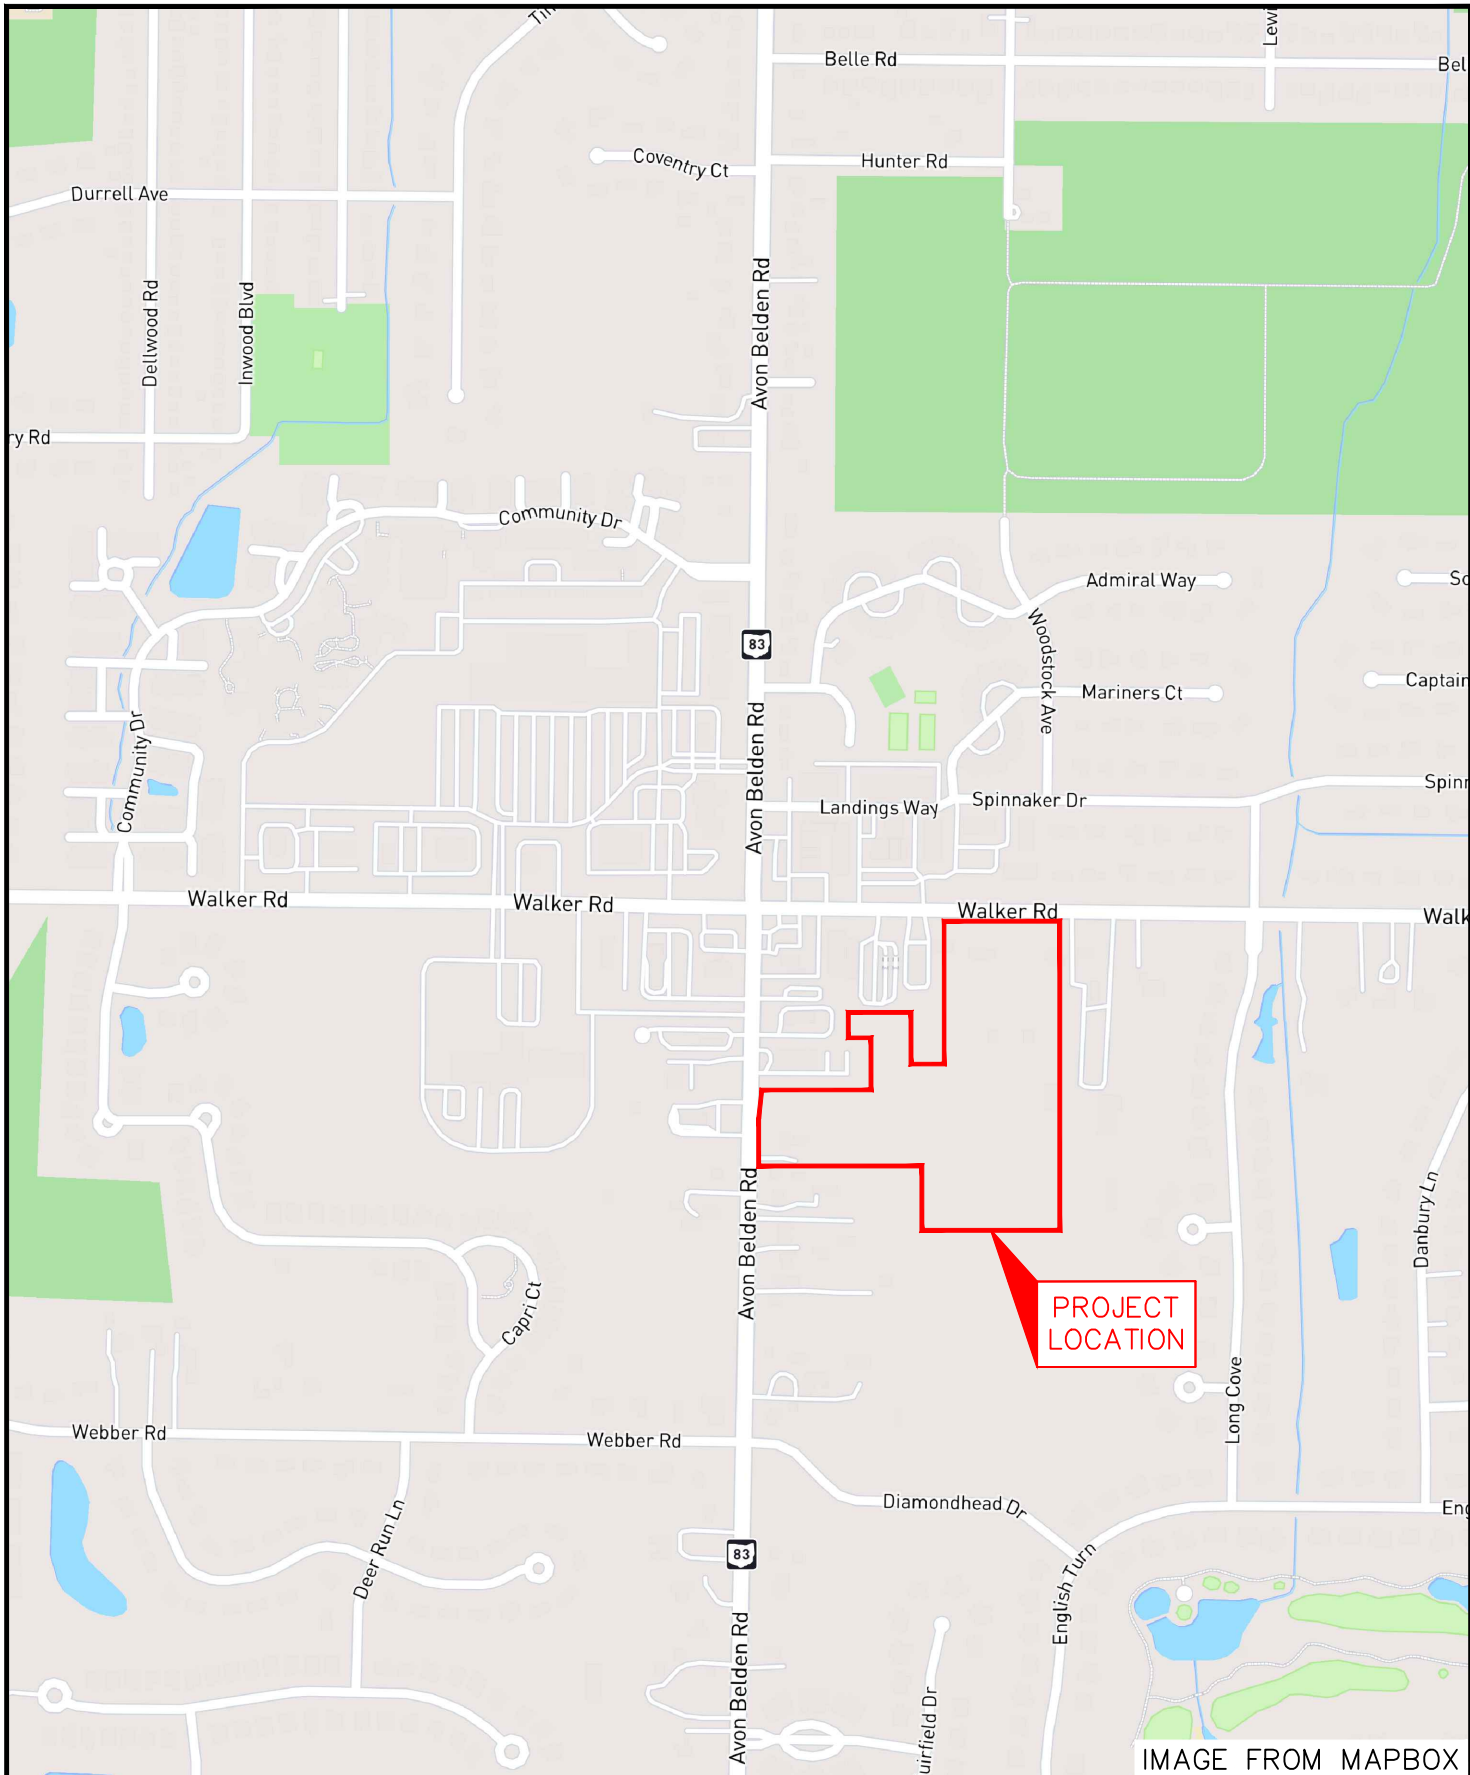 Belle Rd
Coventry Ct
Hunter Rd
Durrell Ave
Dellwood Rd
Inwood Blvd
Avon Belden Rd
Community Dr
Admiral Way
Woodstock Ave
83
Mariners Ct
Captain
Avon Belden Rd
Community Dr
Landings Way
Spinnaker Dr
Walker Rd
Walker Rd
Walker Rd
Avon Belden Rd
Danbury Ln
Capri Ct
PROJECT
LOCATION
Long Cove
Webber Rd
Webber Rd
Diamondhead Dr
Deer Run Ln
83
English Turn
Avon Belden Rd
IMAGE FROM MAPBOX